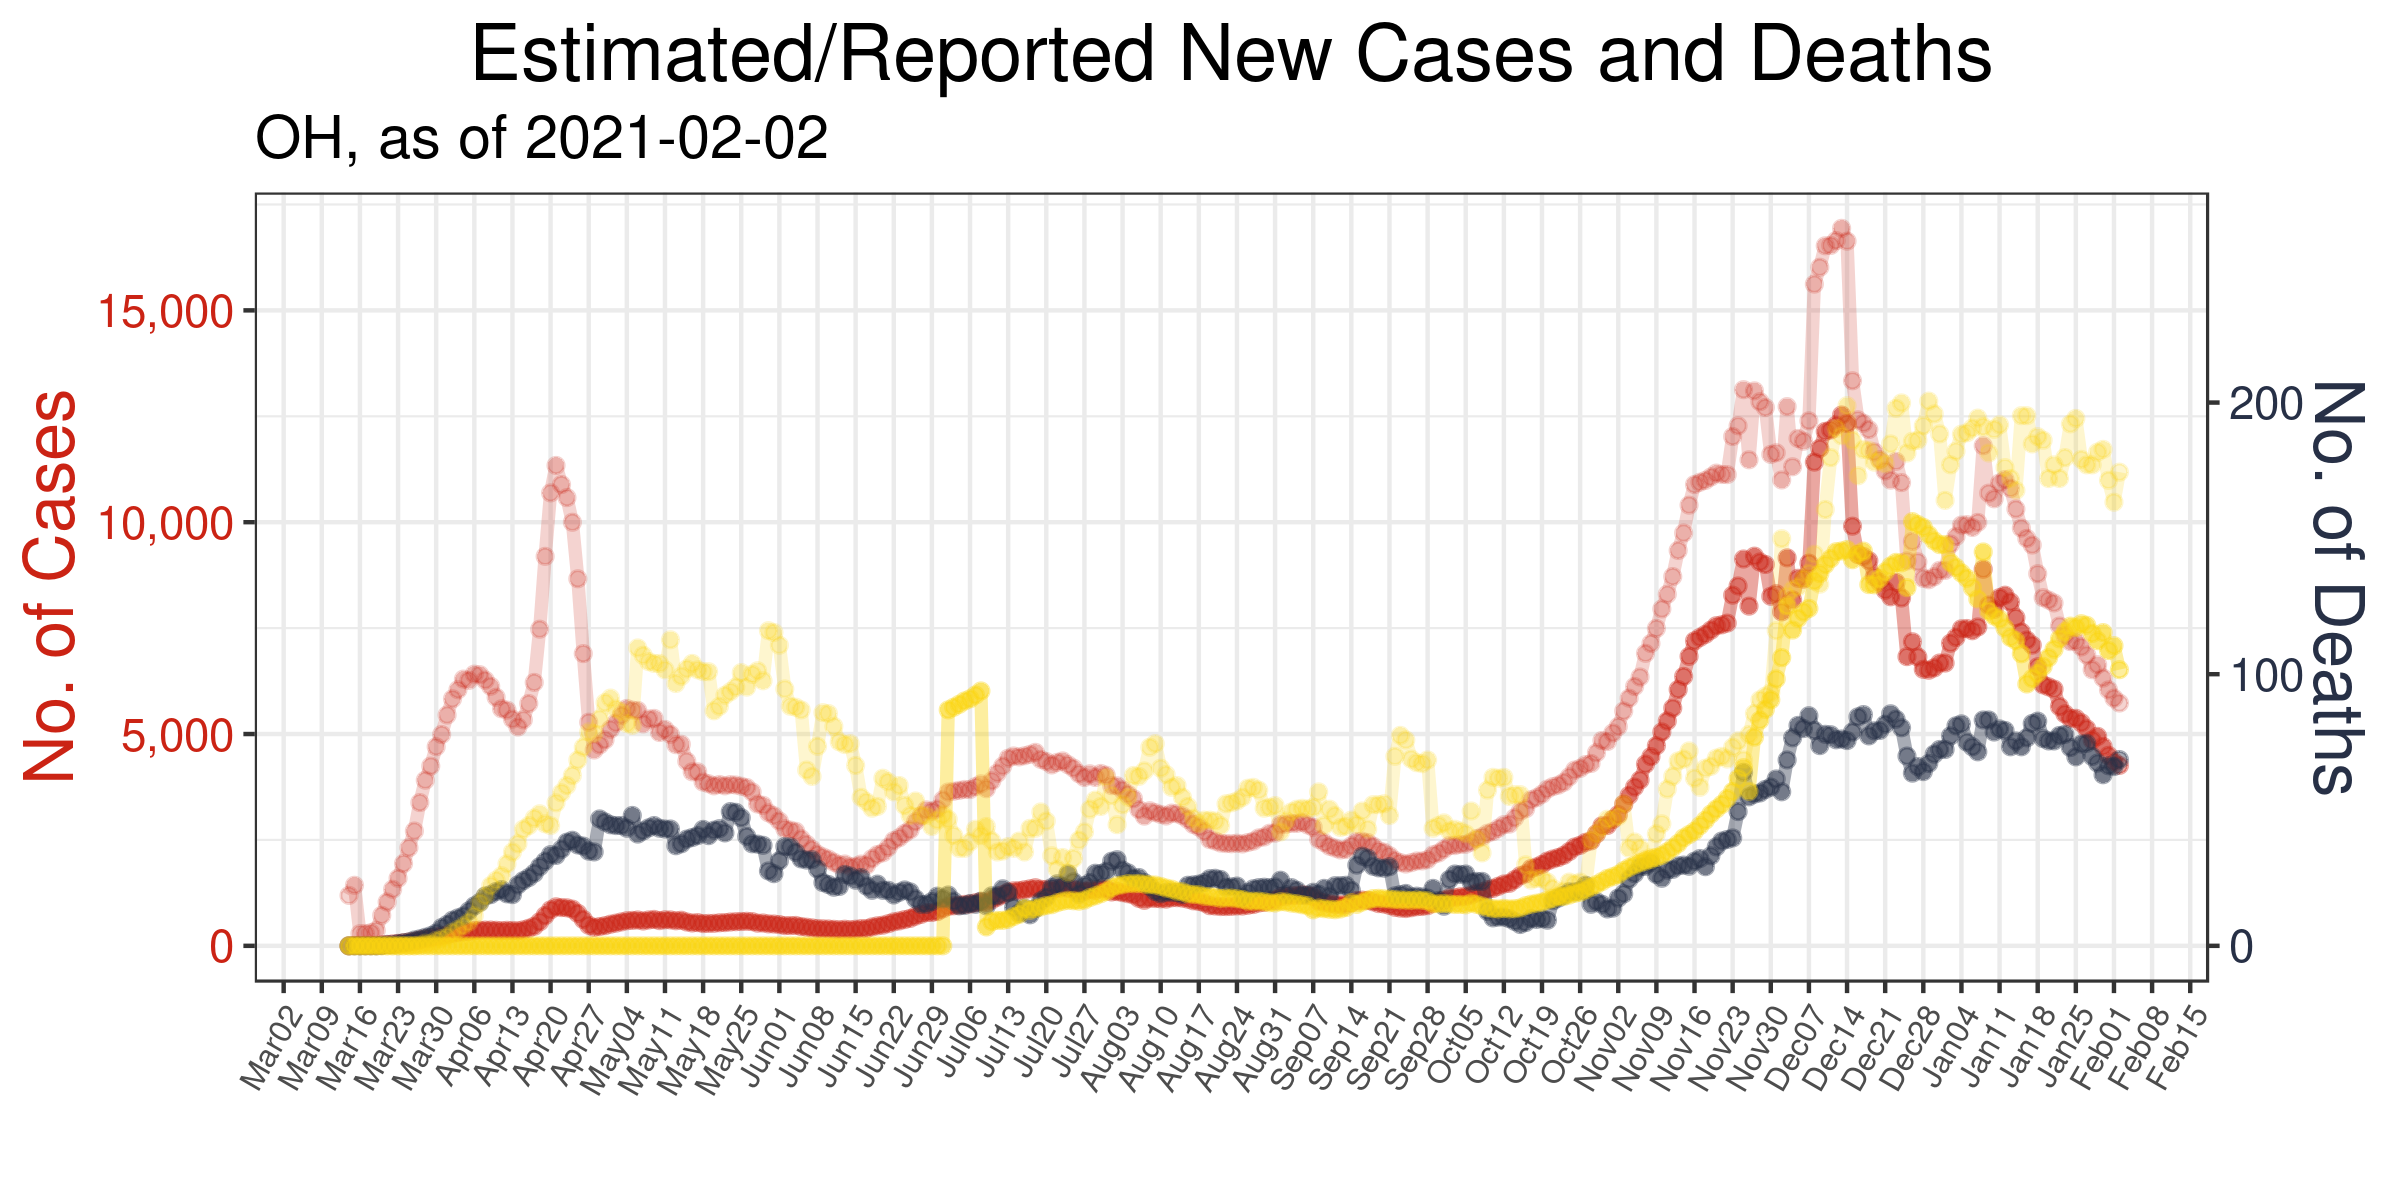 Estimated/Reported New Cases and Deaths
OH, as of 2021-02-02
No. of Cases
15,000
10,000
5,000
0
200
100
0
No. of Deaths
Mar02
Mar09
Mar16
Mar23
Mar30
Apr06
Apr13
Apr20
Apr27
May04
May11
May18
May25
Jun01
Jun08
Jun15
Jun22
Jun29
Jul06
Jul13
Jul20
Jul27
Aug03
Aug10
Aug17
Aug24
Aug31
Sep07
Sep14
Sep21
Sep28
Oct05
Oct12
Oct19
Oct26
Nov02
Nov09
Nov16
Nov23
Nov30
Dec07
Dec14
Dec21
Dec28
Jan04
Jan11
Jan18
Jan25
Feb01
Feb08
Feb15